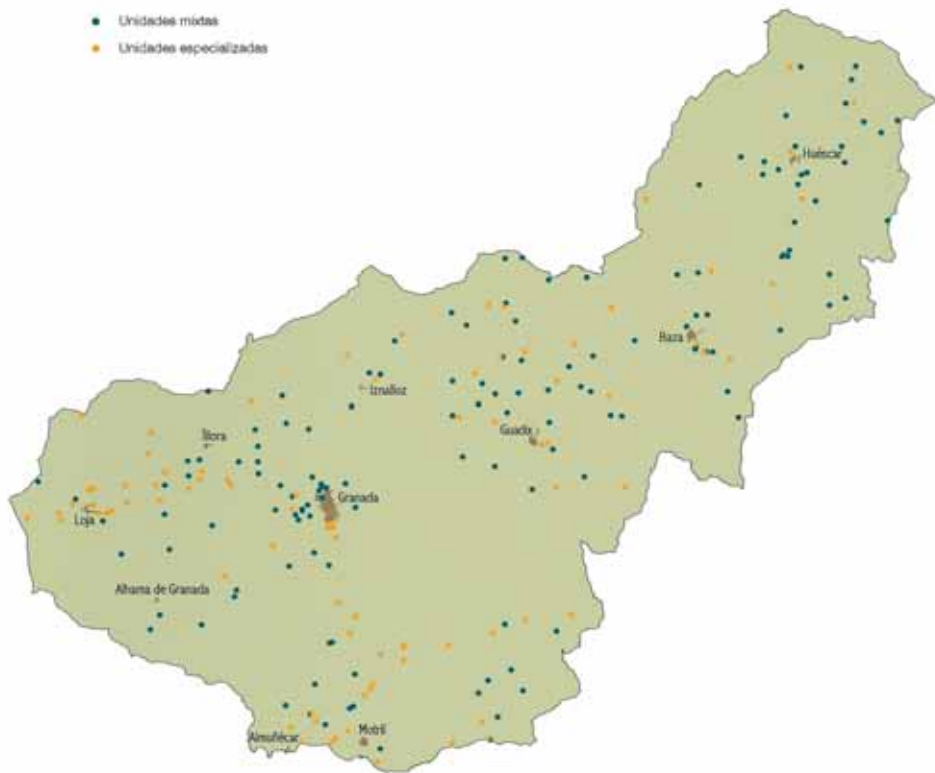 Unidades mixtas
Unidades especializadas
Huéscar
Baza
Iznalloz
Guadix
Íllora
Granada
Loja
Alhama de Granada
Motril
Almuñécar